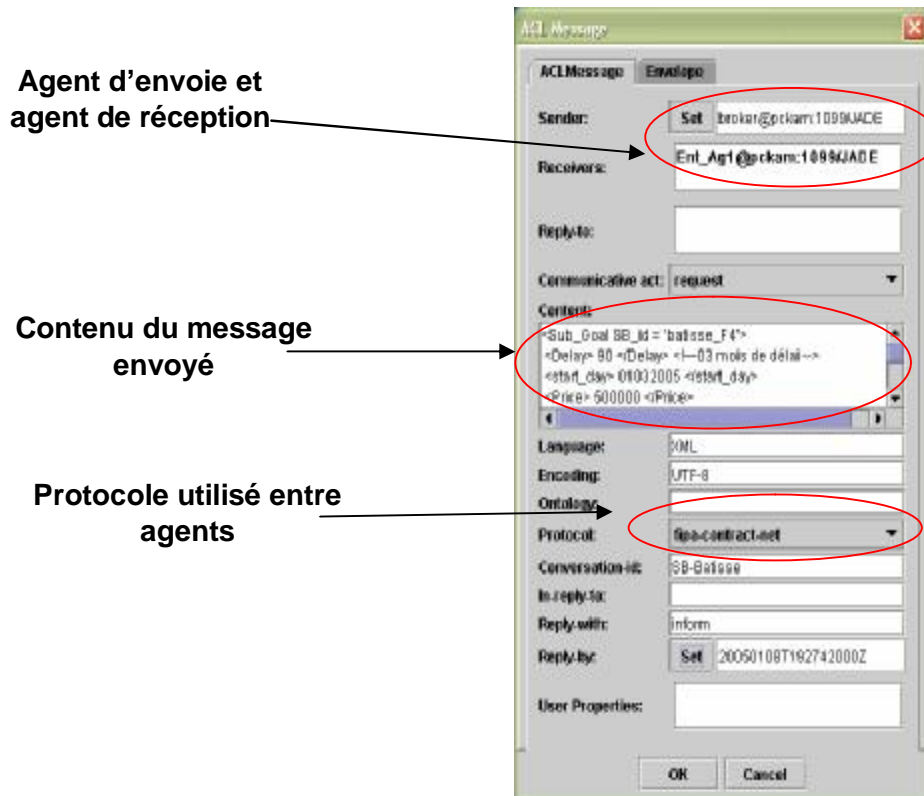 ACL Message
ACLMessage Envelope
Agent d'envoie et
agent de réception
Sender: Set broker@pckam:1099/JADE
Receivers: Ent_Ag1@pckam:1099/JADE
Reply-to:
Communicative act: request
Content:
Contenu du message
envoyé
<Sub_Goal SB_Id = "batisse_F4">
<Delay> 90 </Delay> <!--03 mois de délai-->
<start_day> 01032005 </start_day>
<Price> 500000 </Price>
Language: XML
Encoding: UTF-8
Ontology:
Protocole utilisé entre
agents
Protocol: fipa-contract-net
Conversation-id: SB-Batisse
In-reply-to:
Reply-with: inform
Reply-by: Set 20050108T192742000Z
User Properties:
OK Cancel